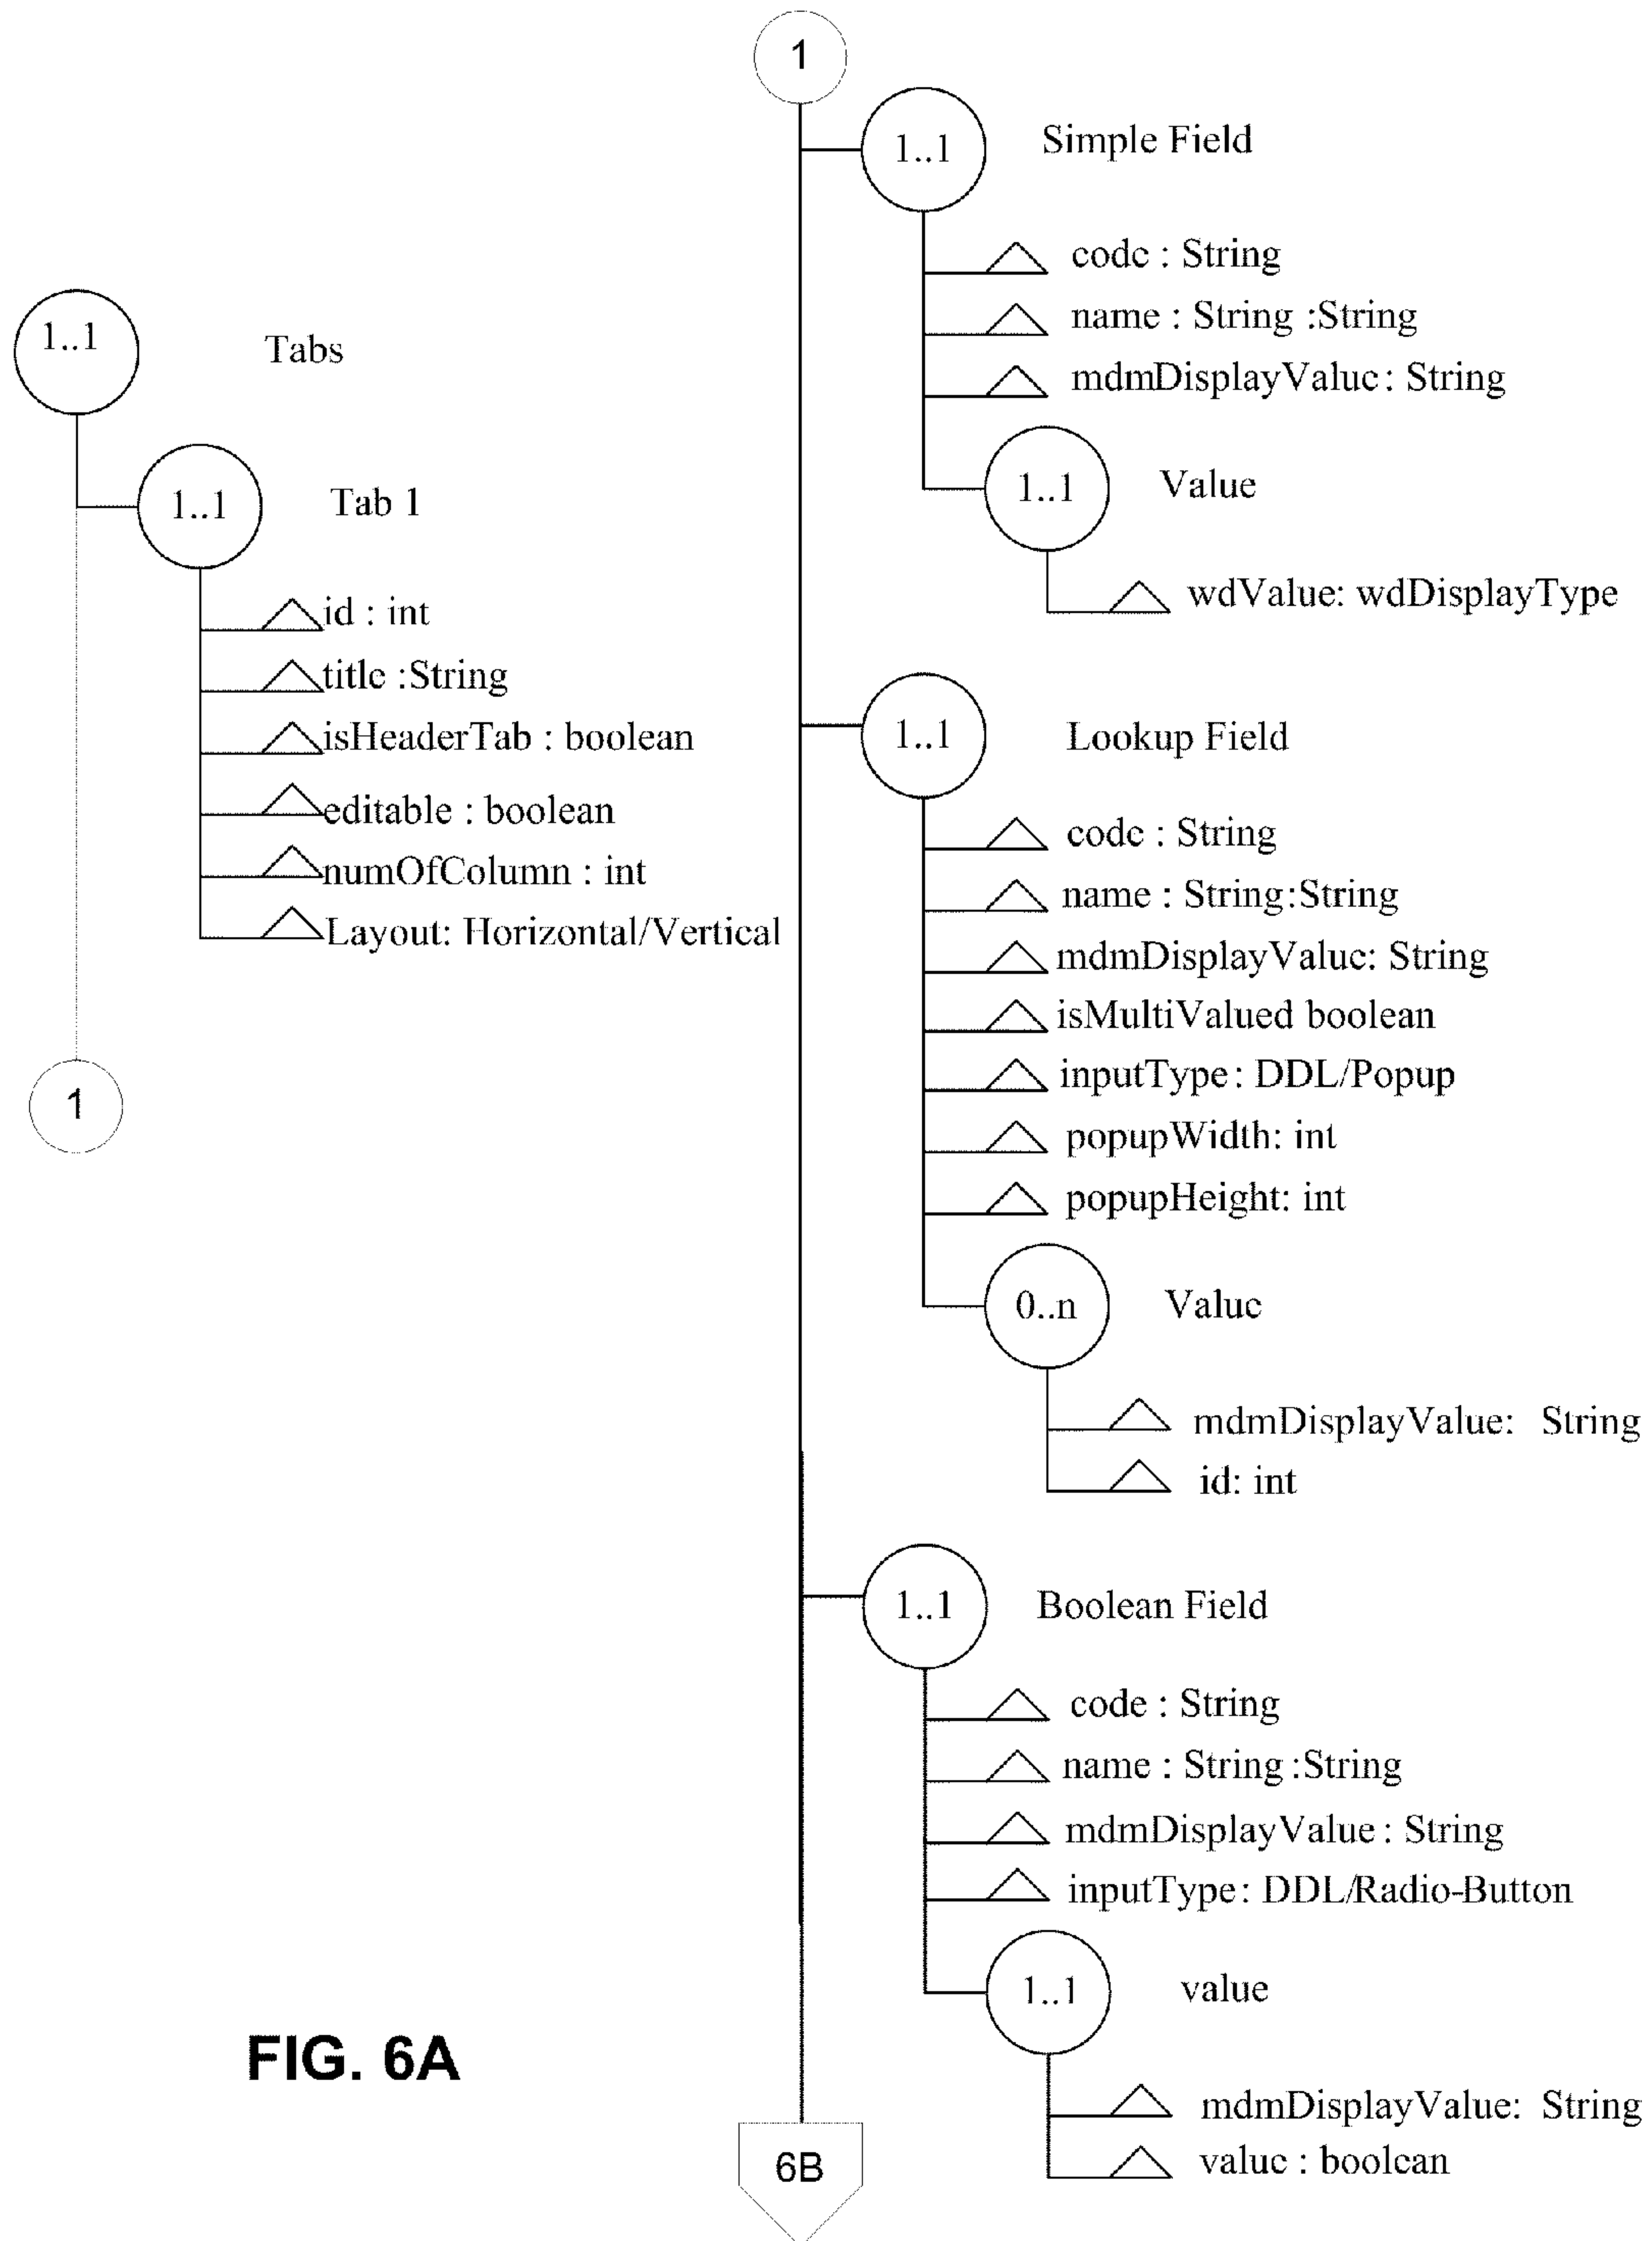 1..1
Tabs
1..1
Tab 1
id : int
title :String
isHeaderTab : boolean
editable : boolean
numOfColumn : int
Layout: Horizontal/Vertical
1
1
1..1
Simple Field
code : String
name : String :String
mdmDisplayValue: String
1..1
Value
wdValue: wdDisplayType
1..1
Lookup Field
code : String
name : String:String
mdmDisplayValue: String
isMultiValued boolean
inputType: DDL/Popup
popupWidth: int
popupHeight: int
0..n
Value
mdmDisplayValue: String
id: int
1..1
Boolean Field
code : String
name : String :String
mdmDisplayValue : String
inputType: DDL/Radio-Button
1..1
value
mdmDisplayValue: String
value : boolean
6B
FIG. 6A